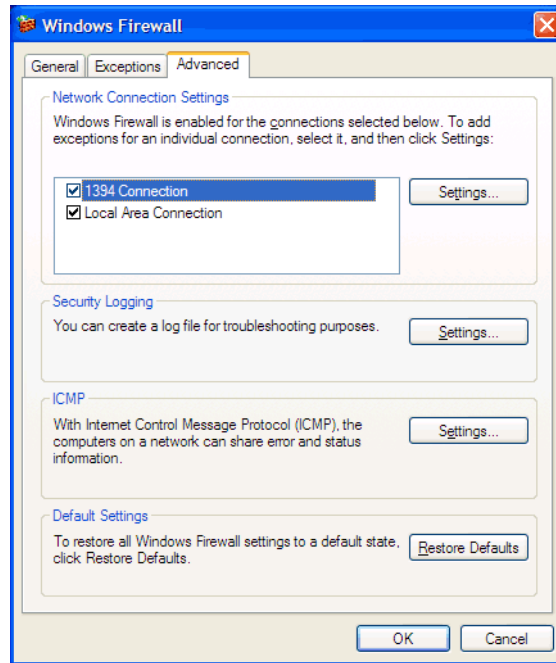 Windows Firewall
General
Exceptions
Advanced
Network Connection Settings
Windows Firewall is enabled for the connections selected below. To add
exceptions for an individual connection, select it, and then click Settings:
1394 Connection
Settings...
Local Area Connection
Security Logging
You can create a log file for troubleshooting purposes.
Settings...
ICMP
With Internet Control Message Protocol (ICMP), the
computers on a network can share error and status
information.
Settings...
Default Settings
To restore all Windows Firewall settings to a default state,
click Restore Defaults.
Restore Defaults
OK
Cancel